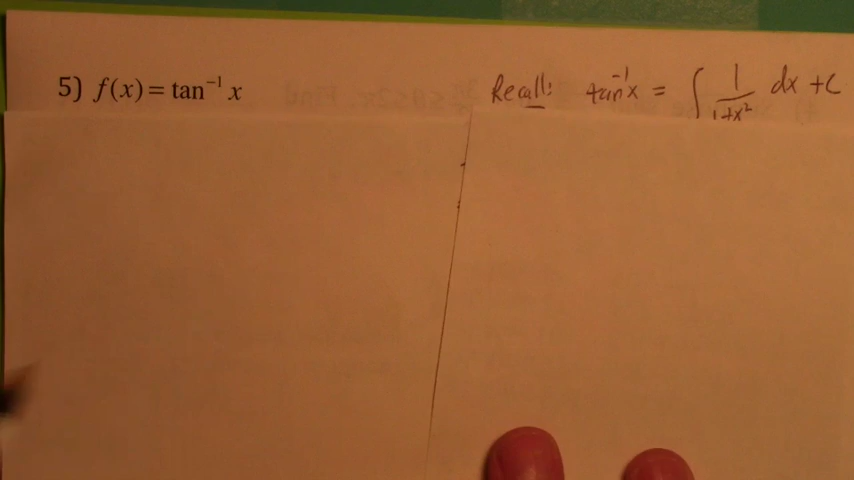 5) f(x) = tan⁻¹ x
Recall: tan⁻¹x = ∫ 1/(1+x²) dx + C